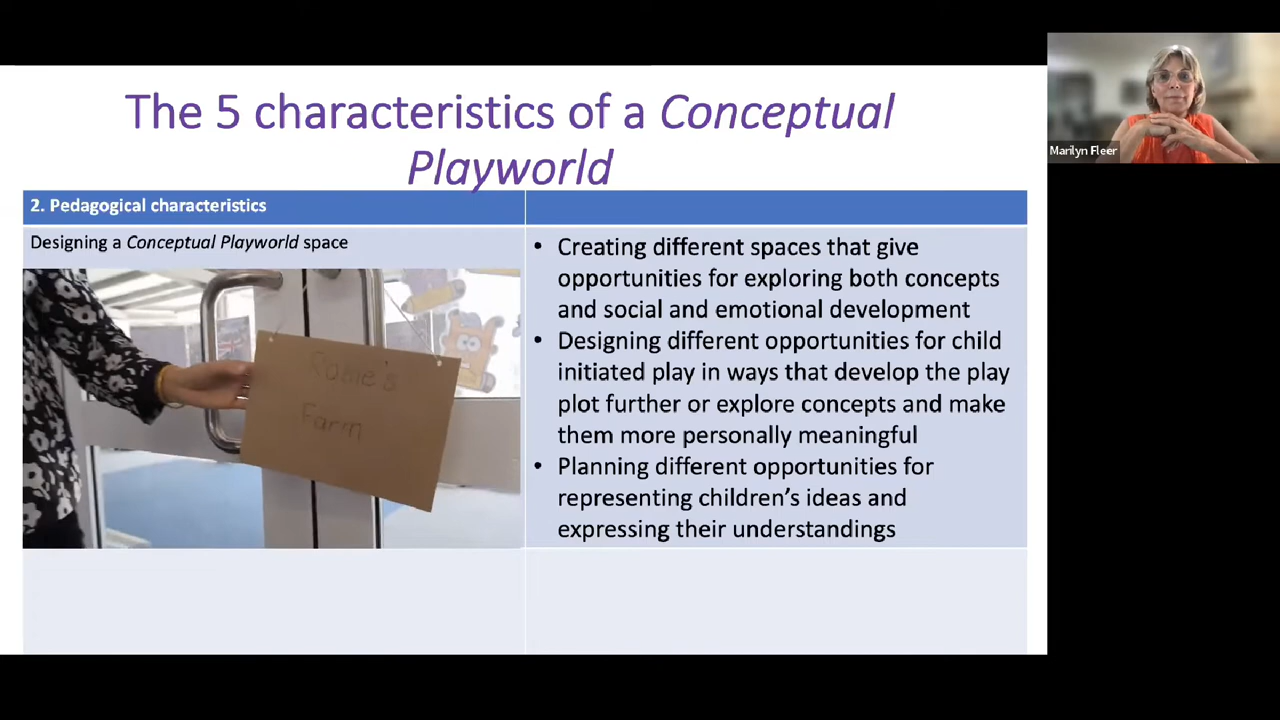 The 5 characteristics of a Conceptual
Playworld
2. Pedagogical characteristics
Designing a Conceptual Playworld space
Robie's
Farm
• Creating different spaces that give
opportunities for exploring both concepts
and social and emotional development
• Designing different opportunities for child
initiated play in ways that develop the play
plot further or explore concepts and make
them more personally meaningful
• Planning different opportunities for
representing children's ideas and
expressing their understandings
Marilyn Fleer